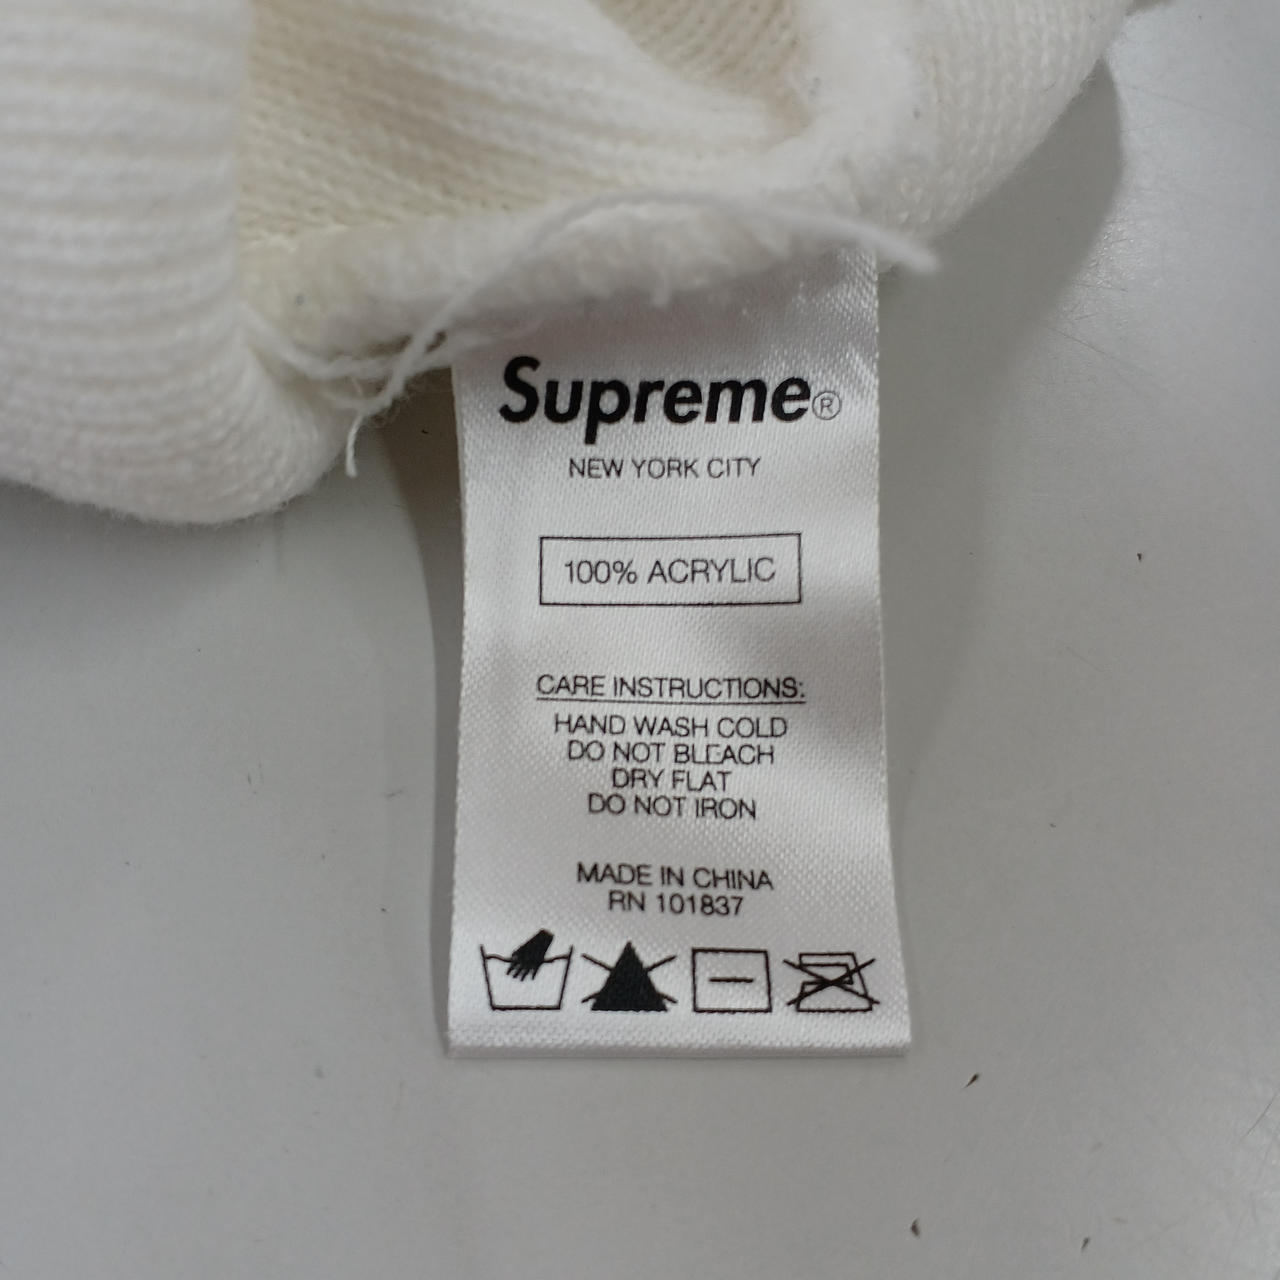 Supreme®
NEW YORK CITY
100% ACRYLIC
CARE INSTRUCTIONS:
HAND WASH COLD
DO NOT BLEACH
DRY FLAT
DO NOT IRON
MADE IN CHINA
RN 101837